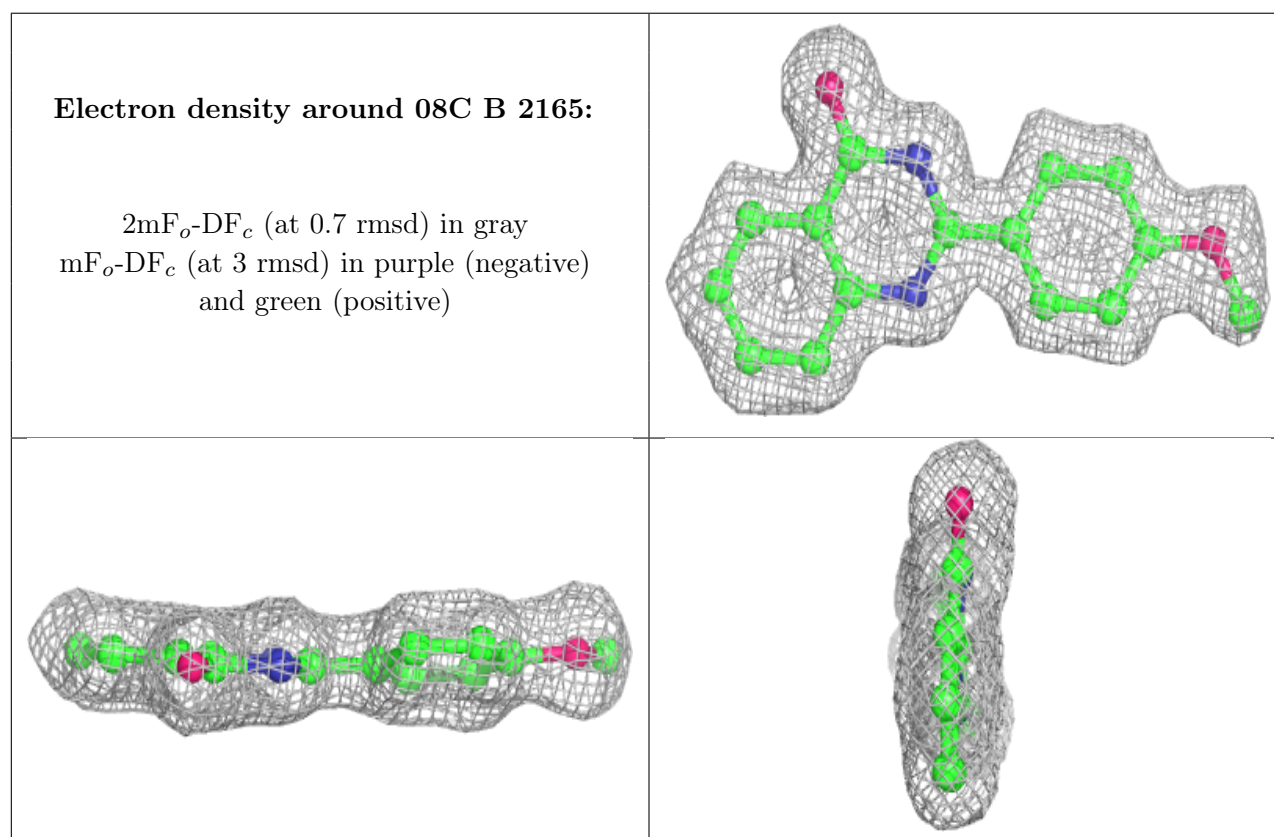 Electron density around 08C B 2165:
2mFo-DFc (at 0.7 rmsd) in gray
mFo-DFc (at 3 rmsd) in purple (negative)
and green (positive)